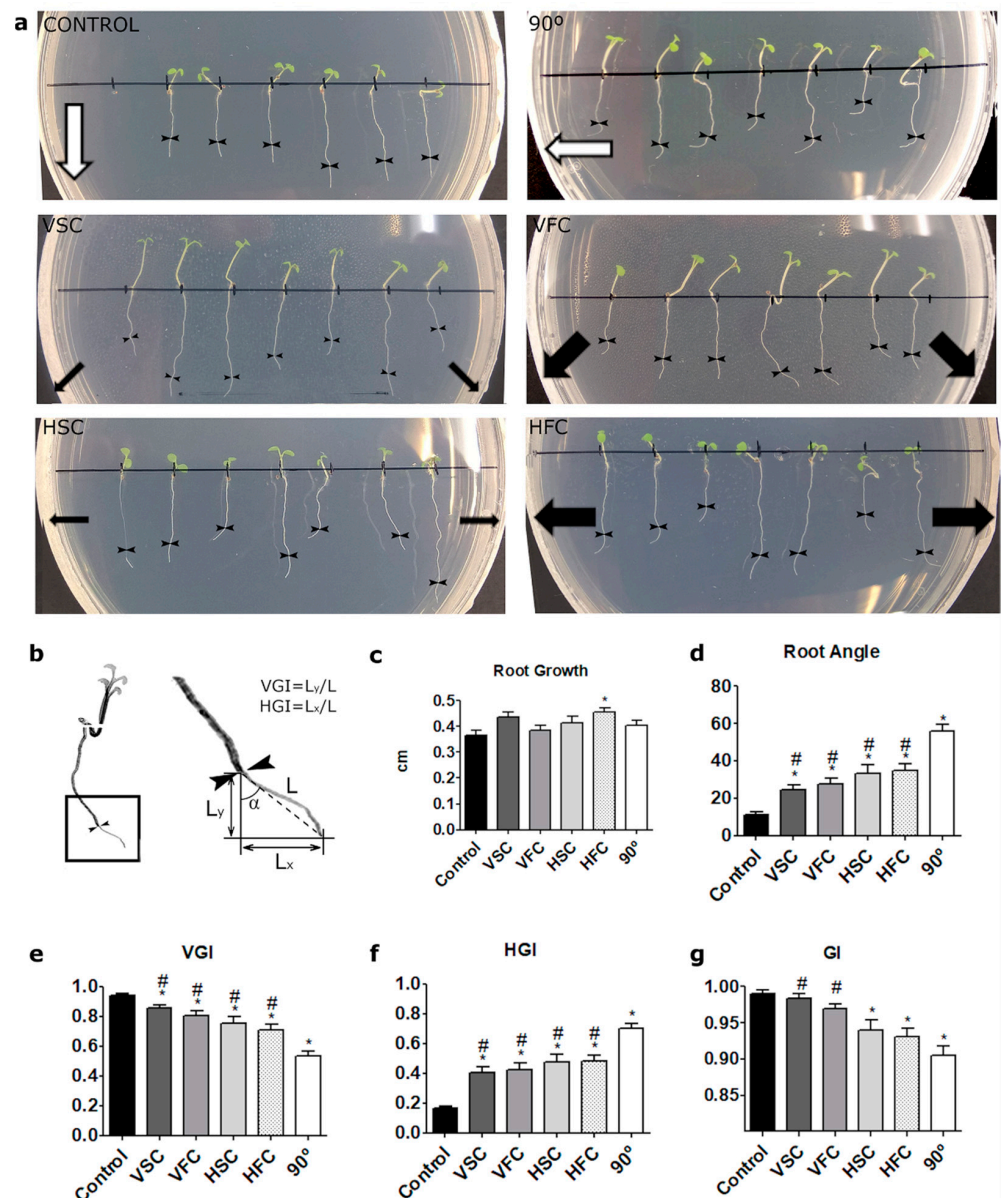 a
CONTROL
90º
VSC
VFC
HSC
HFC
b
VGI=Ly/L
HGI=Lx/L
L
Ly
α
Lx
c
Root Growth
cm
0.5
0.4
0.3
0.2
0.1
0.0
Control
VSC
VFC
HSC
HFC
90º
*
d
Root Angle
80
60
40
20
0
Control
VSC
VFC
HSC
HFC
90º
# # # #
* * * * *
e
VGI
1.0
0.8
0.6
0.4
0.2
0.0
Control
VSC
VFC
HSC
HFC
90º
# # # #
* * * * *
f
HGI
1.0
0.8
0.6
0.4
0.2
0.0
Control
VSC
VFC
HSC
HFC
90º
# # # #
* * * * *
g
GI
1.00
0.95
0.90
0.85
Control
VSC
VFC
HSC
HFC
90º
# #
* * *